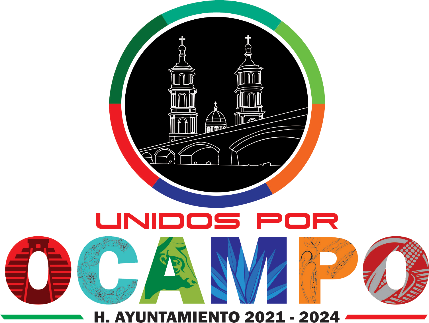 UNIDOS POR
OCAMPO
H. AYUNTAMIENTO 2021 - 2024